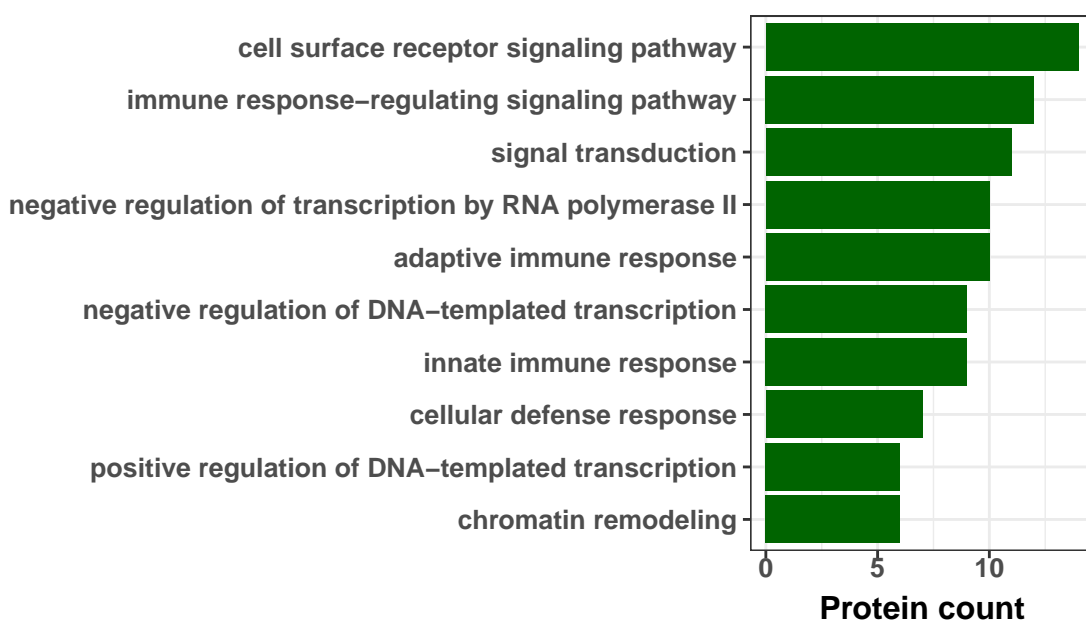 cell surface receptor signaling pathway
immune response−regulating signaling pathway
signal transduction
negative regulation of transcription by RNA polymerase II
adaptive immune response
negative regulation of DNA−templated transcription
innate immune response
cellular defense response
positive regulation of DNA−templated transcription
chromatin remodeling
0 5 10
Protein count